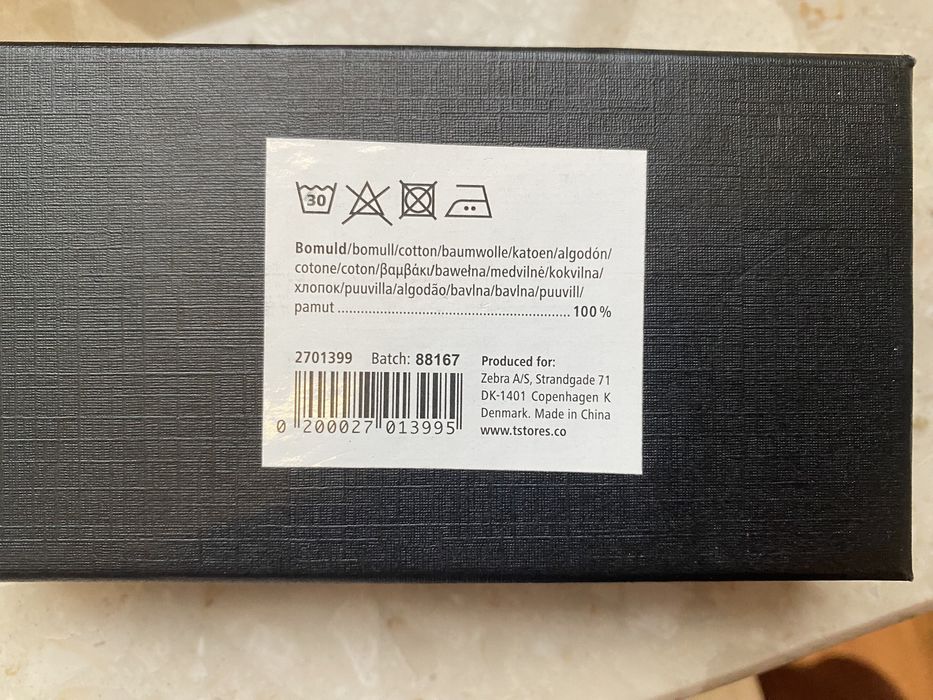 30
Bomuld/bomull/cotton/baumwolle/katoen/algodón/
cotone/coton/βαμβάκι/bawełna/medvilnė/kokvilna/
хлопок/puuvilla/algodão/bavlna/bavlna/puuvill/
pamut ............................................................ 100 %
2701399 Batch: 88167
0 200027 013995
Produced for:
Zebra A/S, Strandgade 71
DK-1401 Copenhagen K
Denmark. Made in China
www.tstores.co